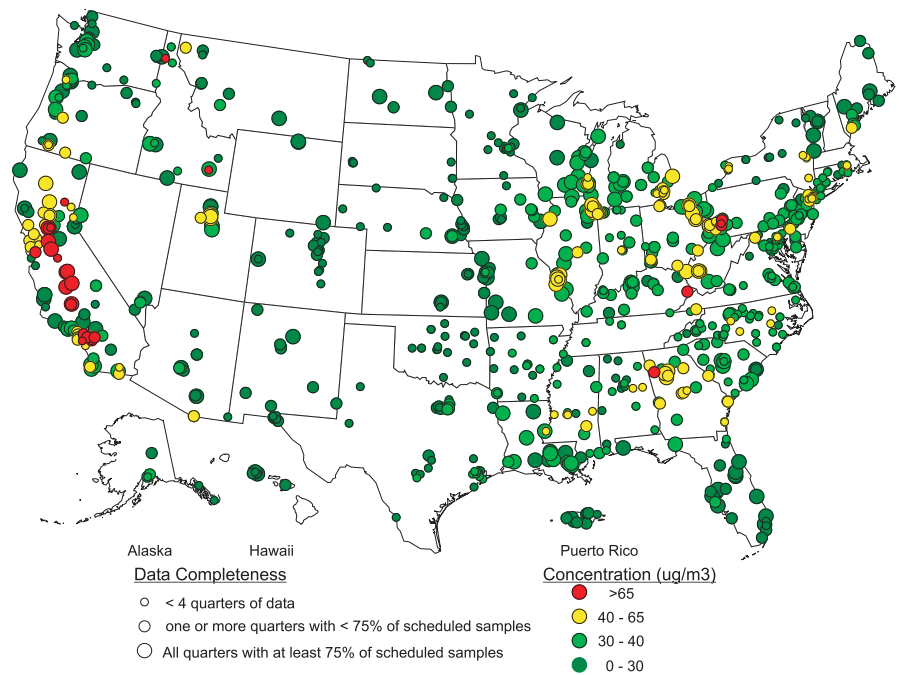 Alaska Hawaii Puerto Rico
Data Completeness
< 4 quarters of data
one or more quarters with < 75% of scheduled samples
All quarters with at least 75% of scheduled samples
Concentration (ug/m3)
>65
40 - 65
30 - 40
0 - 30